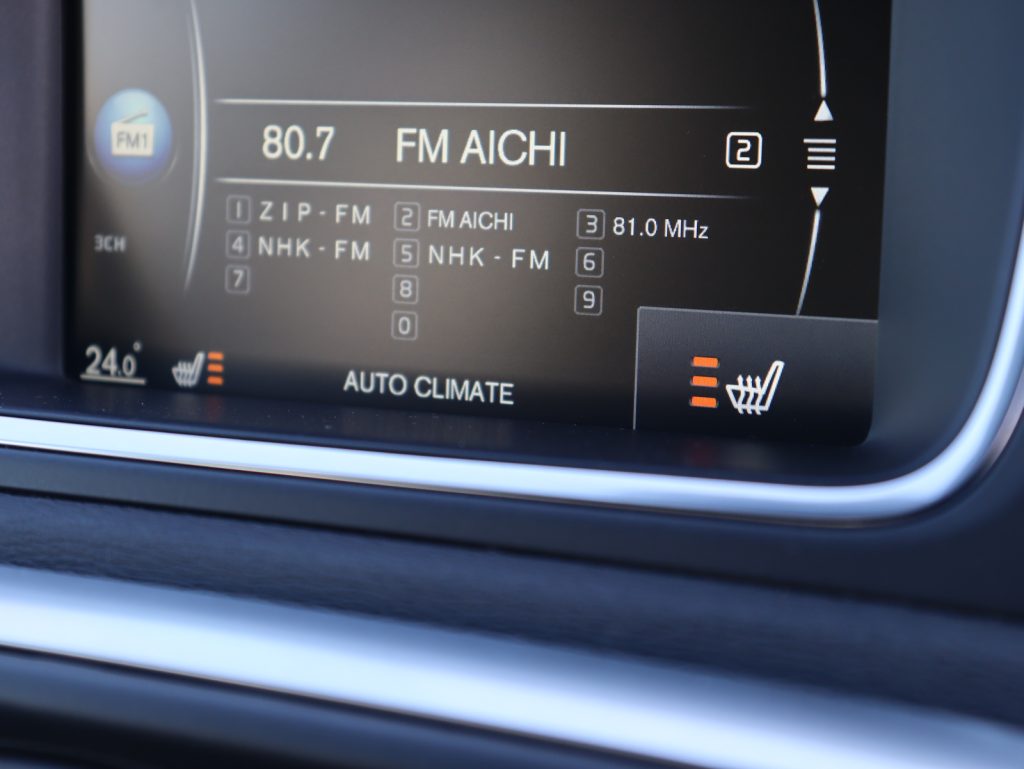 FM1
80.7 FM AICHI 2
1 ZIP-FM 2 FM AICHI 3 81.0 MHz
4 NHK-FM 5 NHK-FM 6
7 8 9
0
3CH
24.0° AUTO CLIMATE